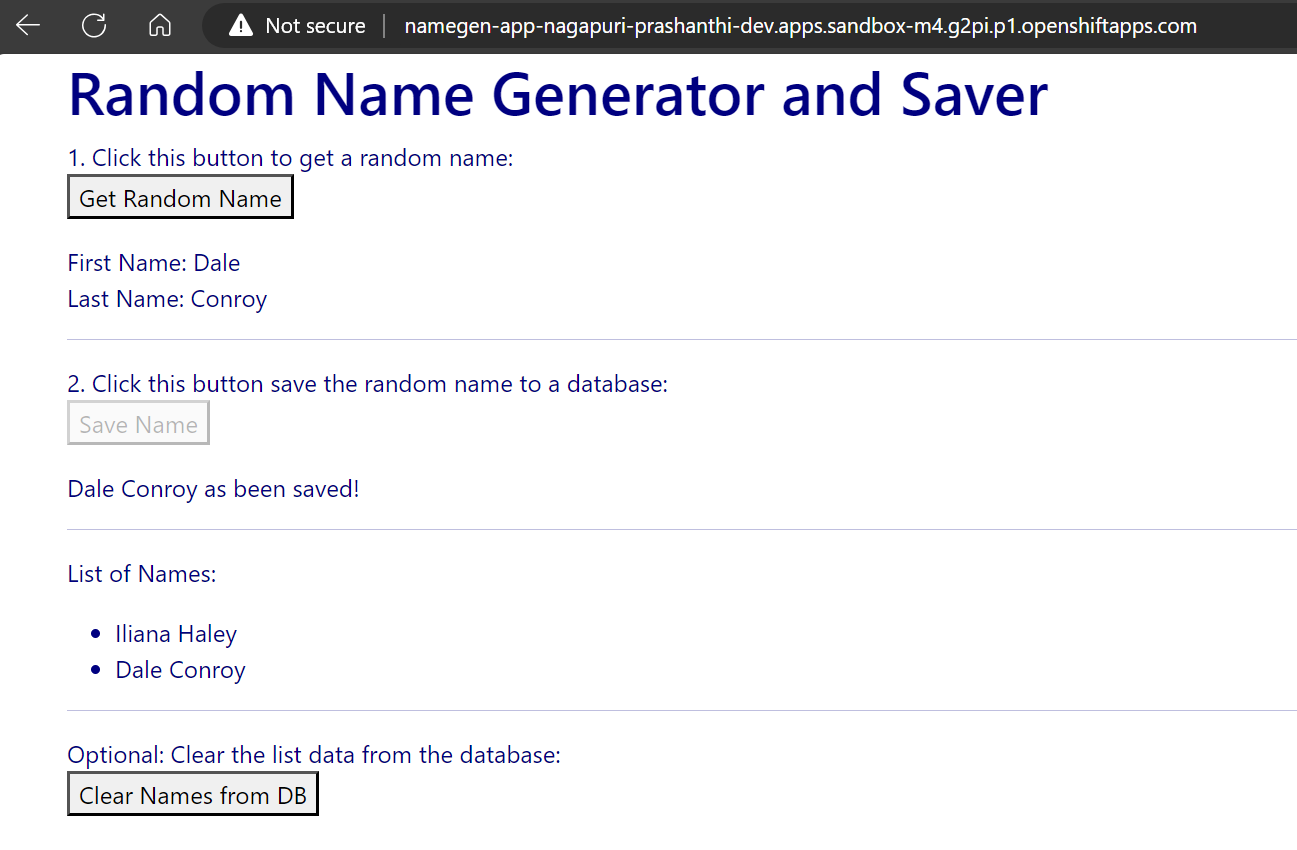 Not secure namegen-app-nagapuri-prashanthi-dev.apps.sandbox-m4.g2pi.p1.openshiftapps.com
Random Name Generator and Saver
1. Click this button to get a random name:
Get Random Name
First Name: Dale
Last Name: Conroy
2. Click this button save the random name to a database:
Save Name
Dale Conroy as been saved!
List of Names:
• Iliana Haley
• Dale Conroy
Optional: Clear the list data from the database:
Clear Names from DB